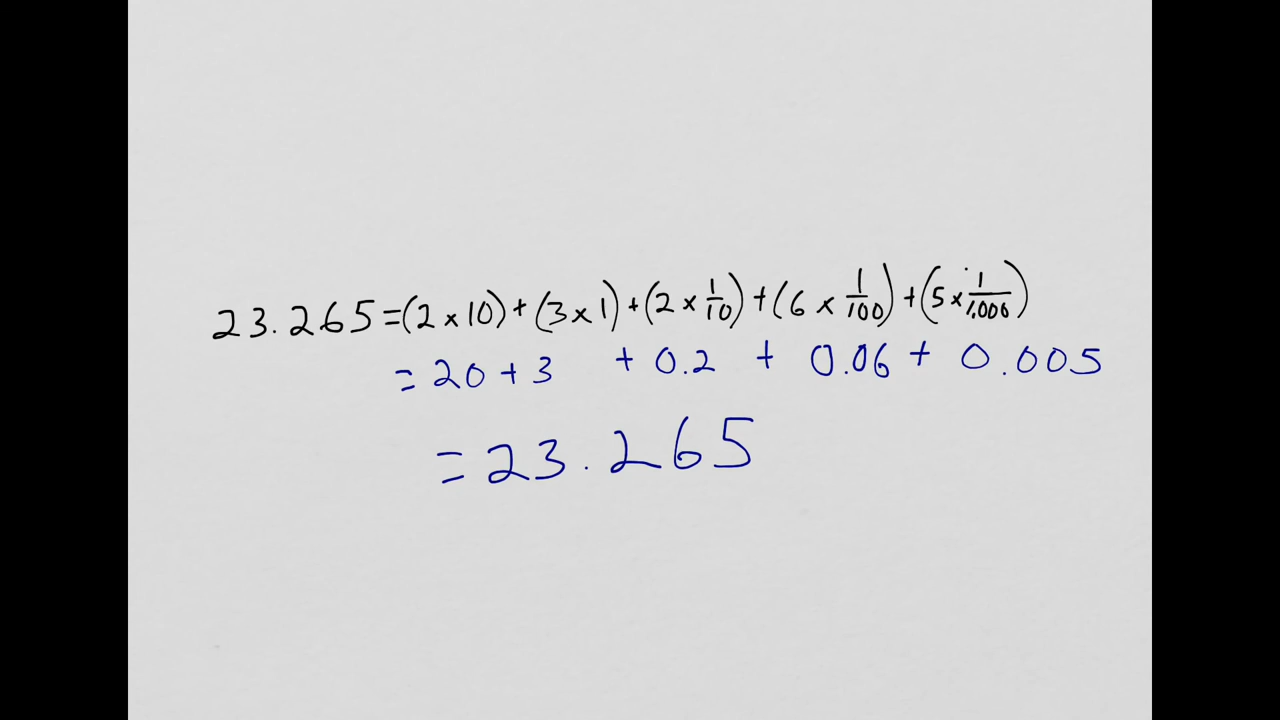 23.265=(2×10)+(3×1)+(2×1/10)+(6×1/100)+(5×1/1,000)
=20+3 +0.2 + 0.06+ 0.005
=23.265